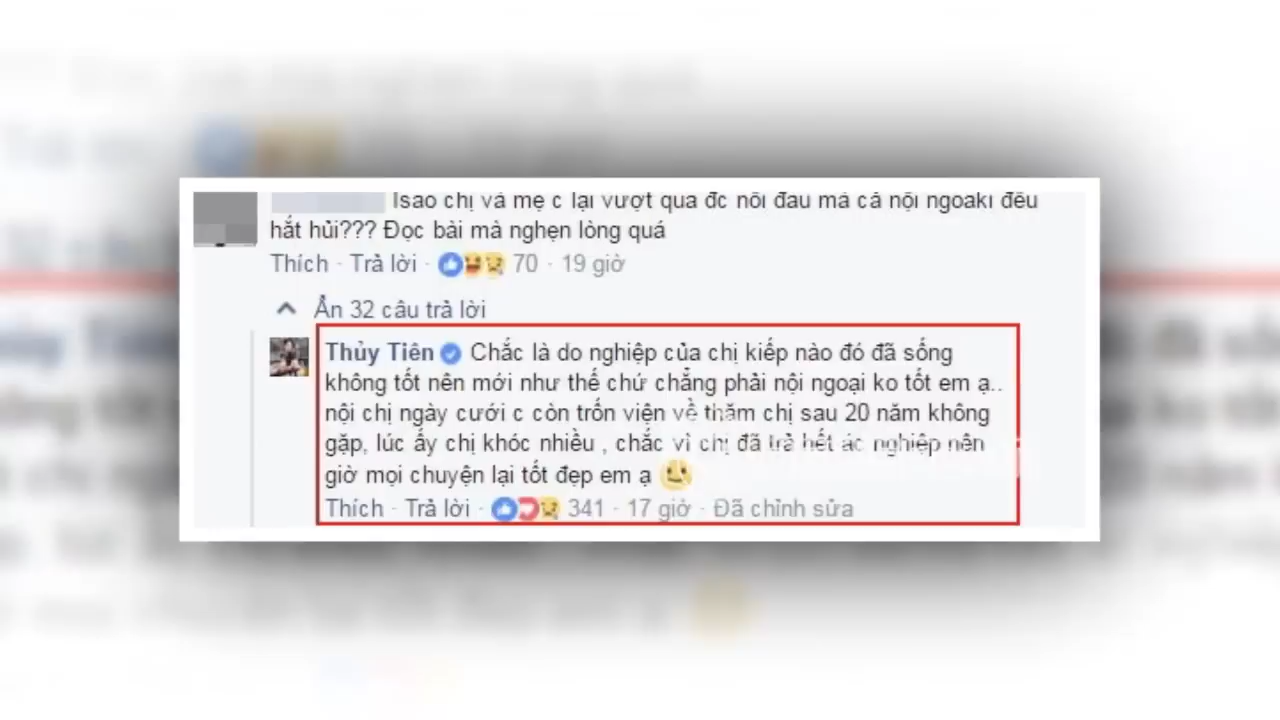 Isao chị và mẹ c lại vượt qua đc nỗi đau mà cả nội ngoaki đều
hắt hủi??? Đọc bài mà nghẹn lòng quá
Thích · Trả lời · 70 · 19 giờ
Ẩn 32 câu trả lời
Thủy Tiên Chắc là do nghiệp của chị kiếp nào đó đã sống
không tốt nên mới như thế chứ chẳng phải nội ngoại ko tốt em ạ..
nội chị ngày cưới c còn trốn viện về thăm chị sau 20 năm không
gặp, lúc ấy chị khóc nhiều , chắc vì chị đã trả hết ác nghiệp nên
giờ mọi chuyện lại tốt đẹp em ạ
Thích · Trả lời · 341 · 17 giờ · Đã chỉnh sửa